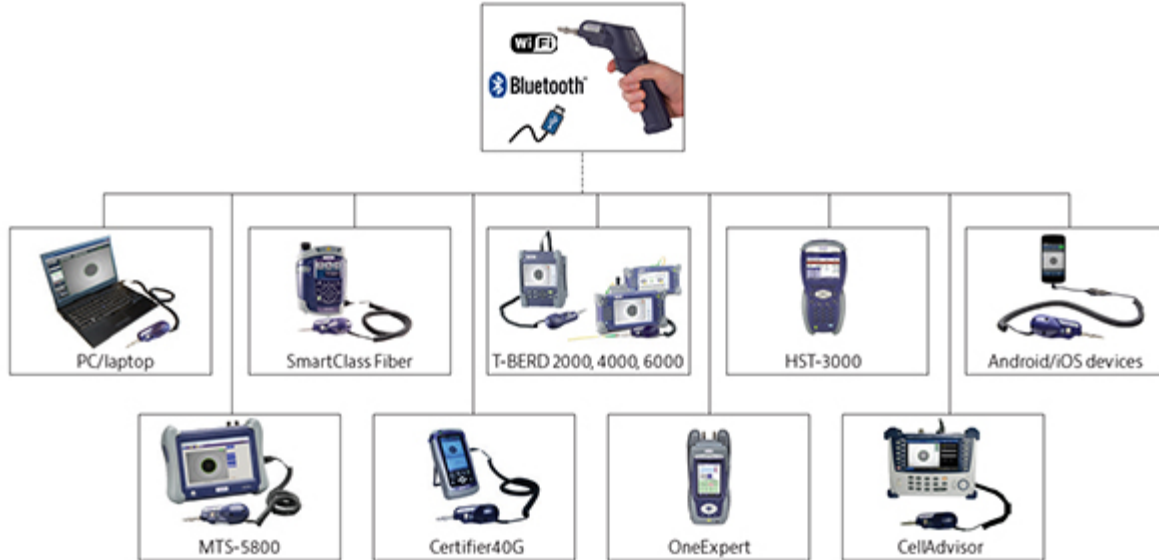 WiFi
Bluetooth
PC/laptop
SmartClass Fiber
T-BERD 2000, 4000, 6000
HST-3000
Android/iOS devices
MTS-5800
Certifier40G
OneExpert
CellAdvisor